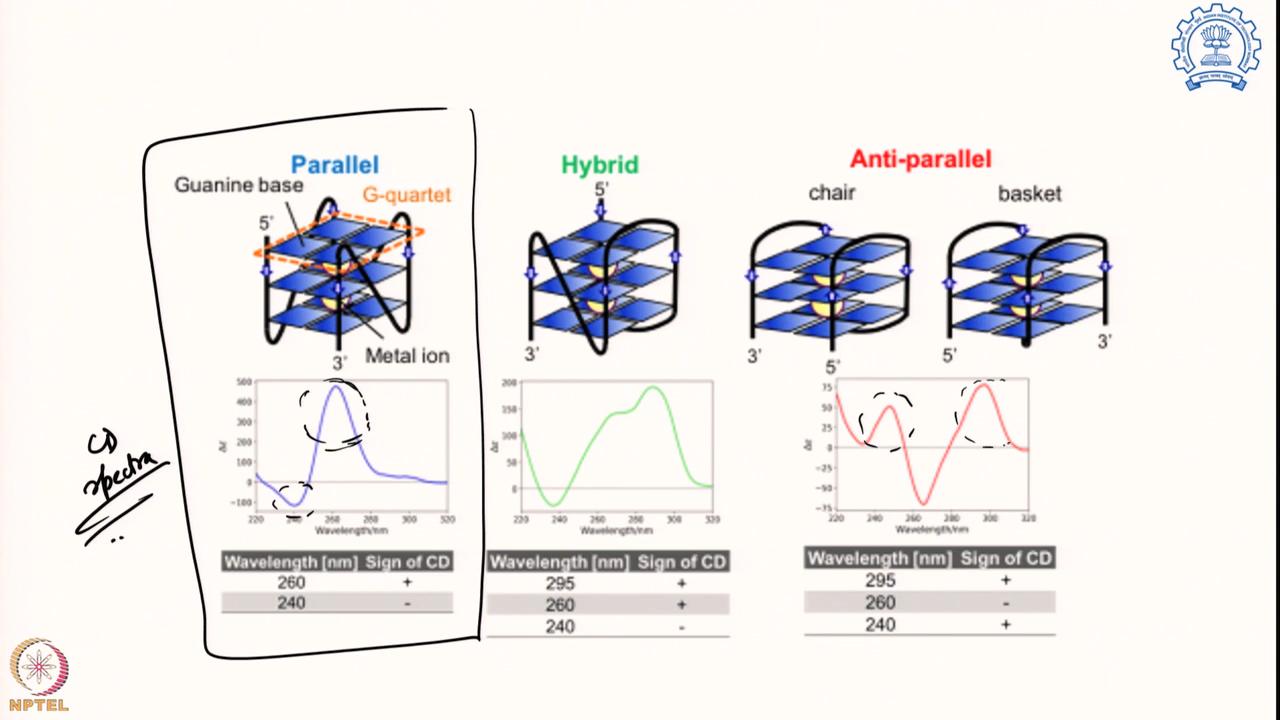 Parallel
Guanine base
G-quartet
5'
3'
Metal ion
Hybrid
5'
3'
Anti-parallel
chair
basket
3'
5'
5'
3'
CD
spectra
500
400
300
200
100
0
-100
Δε
220 240 260 280 300 320
Wavelength/nm
200
150
100
50
0
Δε
220 240 260 280 300 320
Wavelength/nm
75
50
25
0
-25
-50
-75
Δε
220 240 260 280 300 320
Wavelength/nm
Wavelength [nm] Sign of CD
260 +
240 -
Wavelength [nm] Sign of CD
295 +
260 +
240 -
Wavelength [nm] Sign of CD
295 +
260 -
240 +
NPTEL